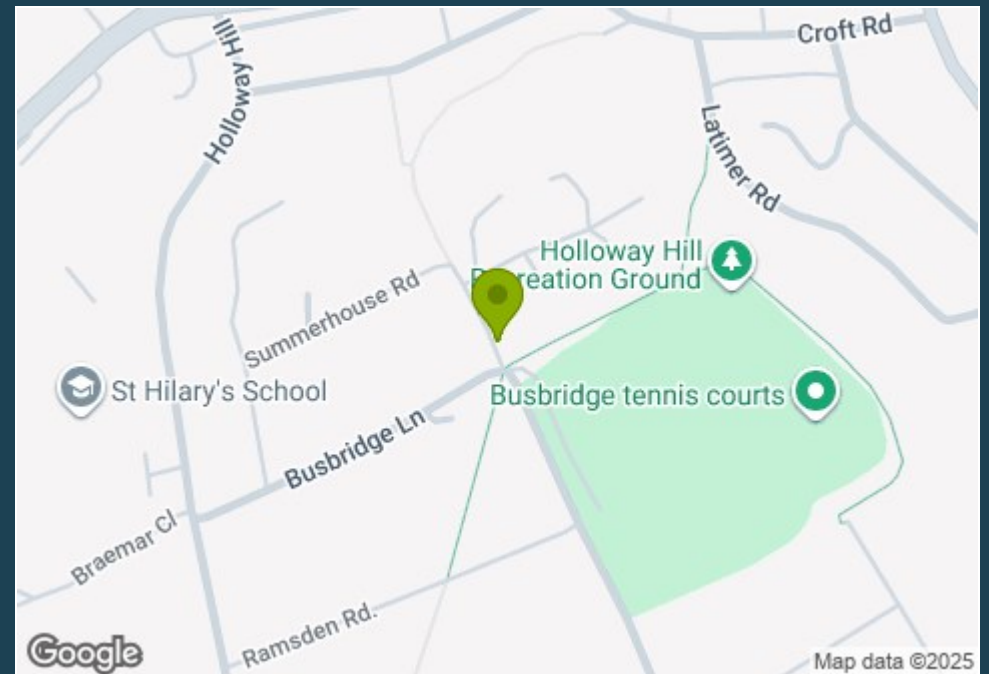 Holloway Hill
Croft Rd
Latimer Rd
Holloway Hill
Recreation Ground
Summerhouse Rd
St Hilary's School
Busbridge tennis courts
Busbridge Ln
Braemar Cl
Ramsden Rd.
Google
Map data ©2025